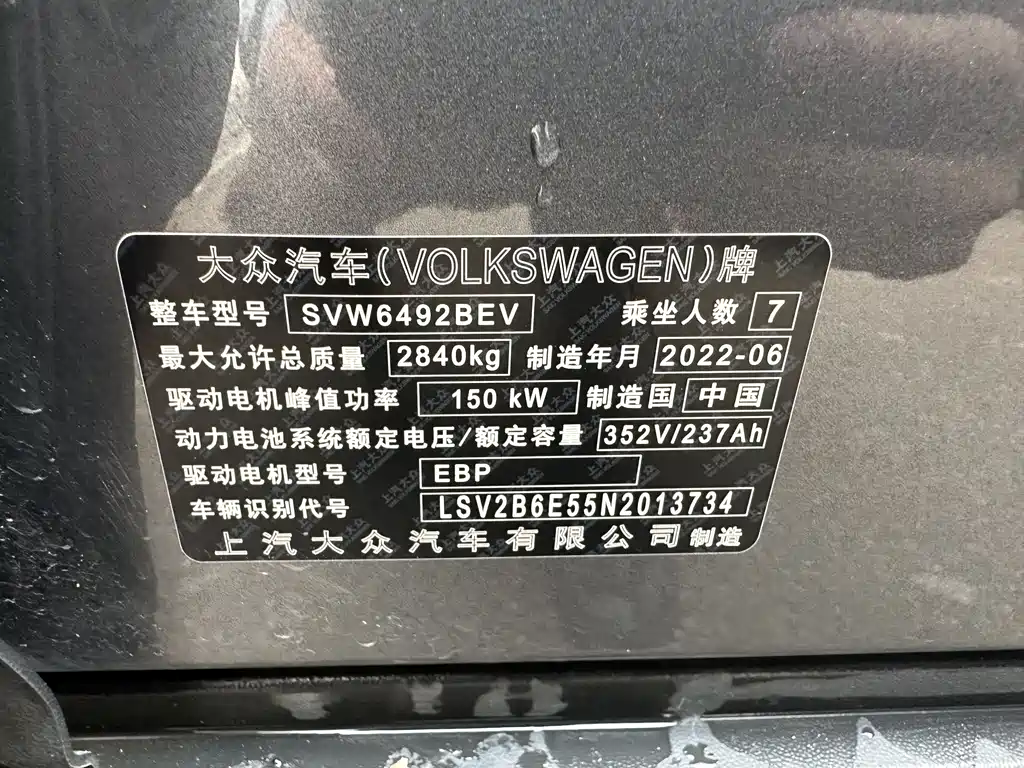 大众汽车(VOLKSWAGEN)牌
整车型号 SVW6492BEV 乘坐人数 7
最大允许总质量 2840kg 制造年月 2022-06
驱动电机峰值功率 150 kW 制造国 中国
动力电池系统额定电压/额定容量 352V/237Ah
驱动电机型号 EBP
车辆识别代号 LSV2B6E55N2013734
上汽大众汽车有限公司制造